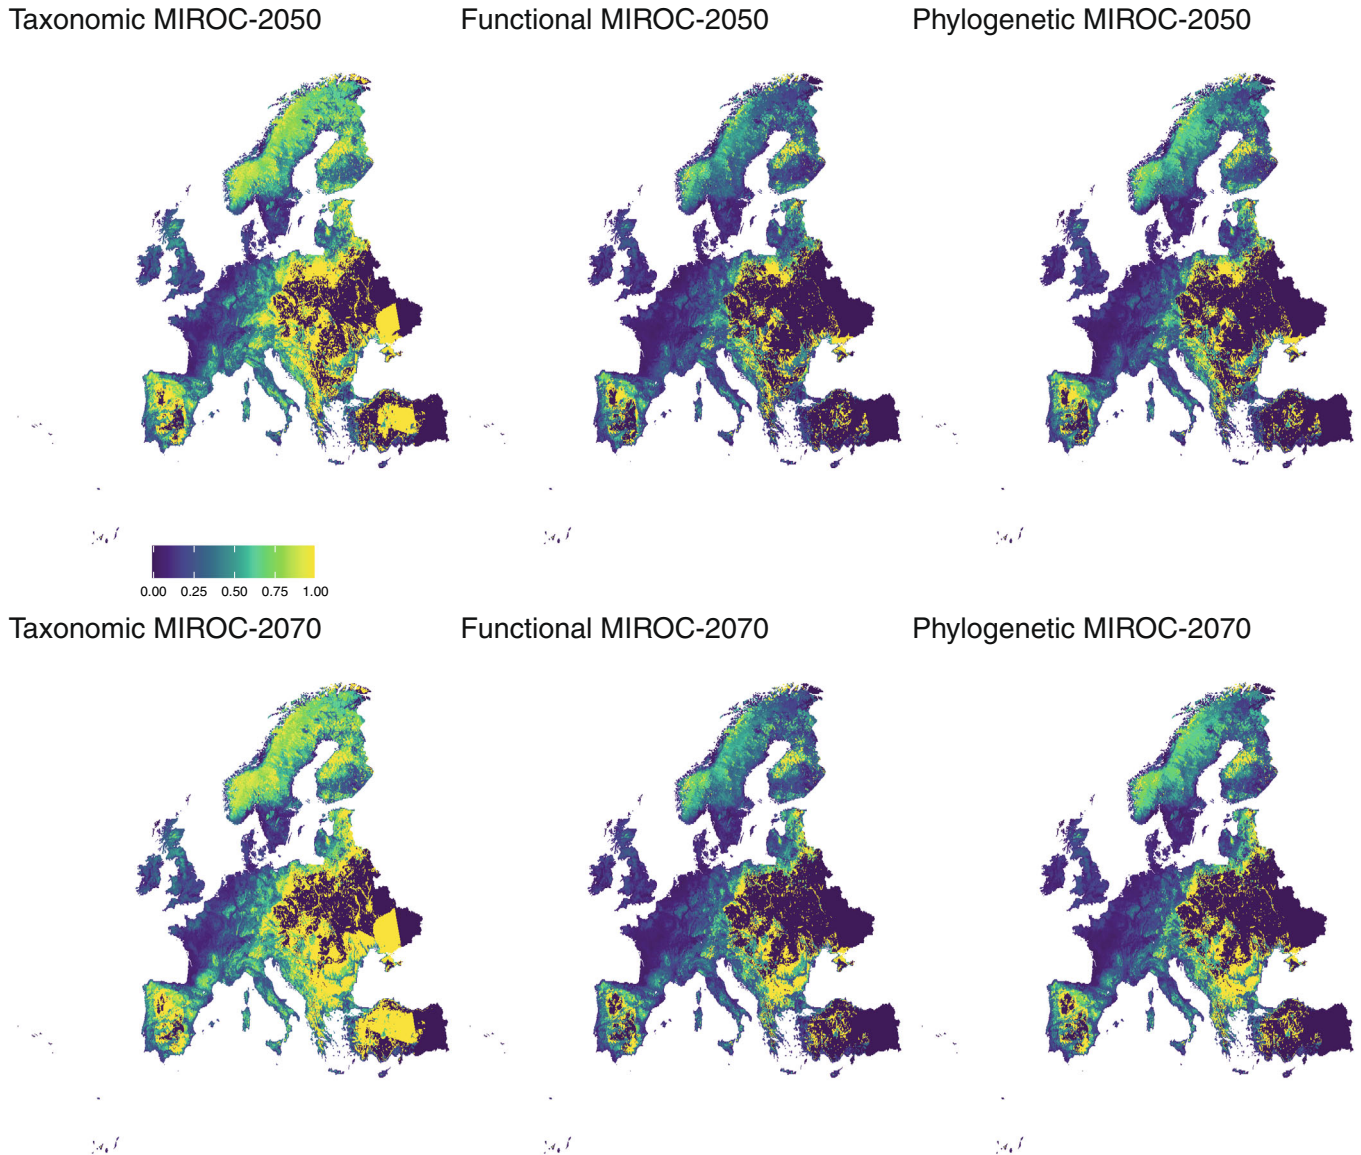 Taxonomic MIROC-2050 Functional MIROC-2050 Phylogenetic MIROC-2050
0.00 0.25 0.50 0.75 1.00
Taxonomic MIROC-2070 Functional MIROC-2070 Phylogenetic MIROC-2070